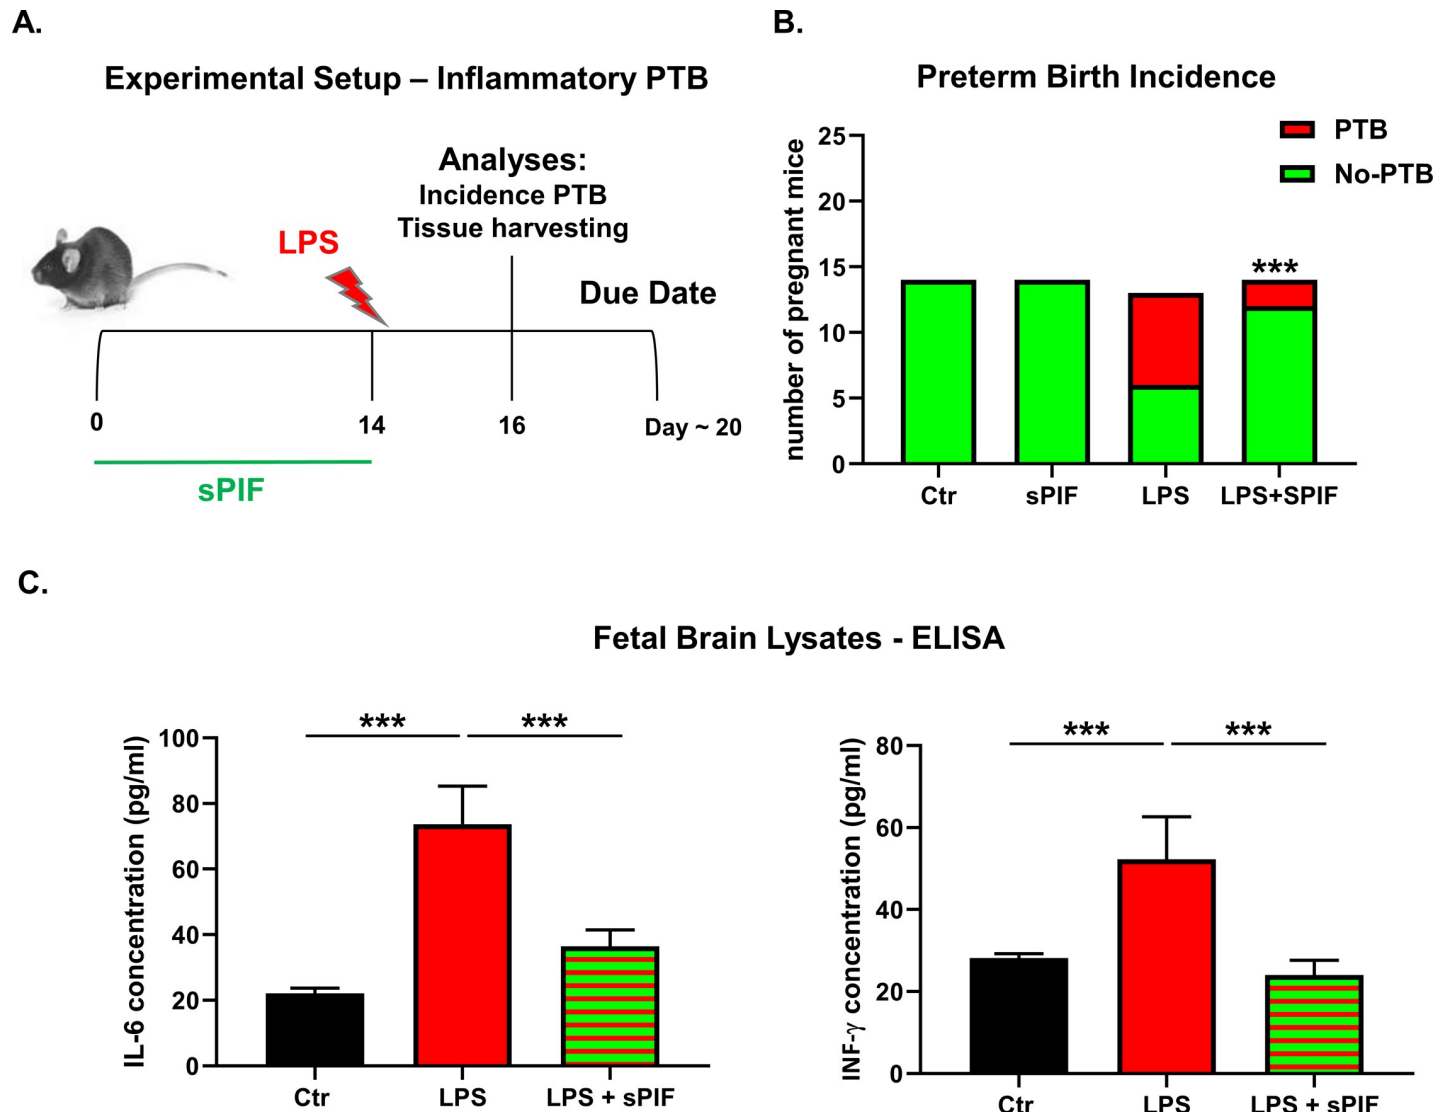 A.
Experimental Setup – Inflammatory PTB
Analyses:
Incidence PTB
Tissue harvesting
LPS
Due Date
0
14
16
Day ~ 20
sPIF
B.
Preterm Birth Incidence
PTB
No-PTB
number of pregnant mice
25
20
15
10
5
0
***
Ctr
sPIF
LPS
LPS+SPIF
C.
Fetal Brain Lysates - ELISA
IL-6 concentration (pg/ml)
100
80
60
40
20
0
***
***
Ctr
LPS
LPS + sPIF
INF-γ concentration (pg/ml)
80
60
40
20
0
***
***
Ctr
LPS
LPS + sPIF